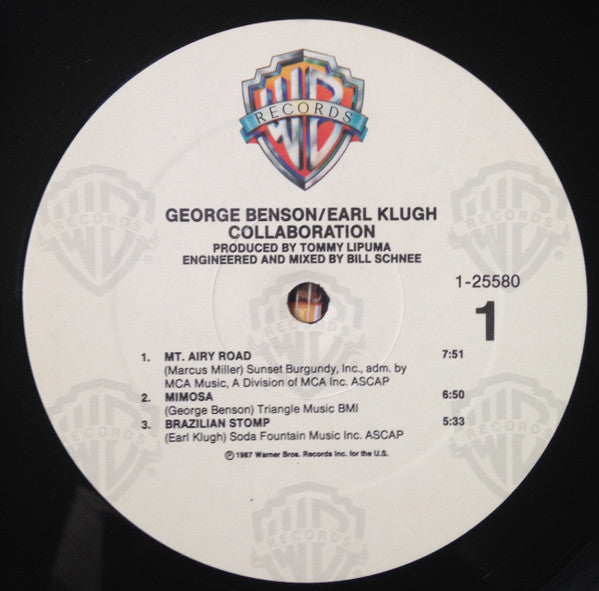 WB
RECORDS
GEORGE BENSON/EARL KLUGH
COLLABORATION
PRODUCED BY TOMMY LIPUMA
ENGINEERED AND MIXED BY BILL SCHNEE
1-25580
1
1. MT. AIRY ROAD 7:51
(Marcus Miller) Sunset Burgundy, Inc., adm. by
MCA Music, A Division of MCA Inc. ASCAP
2. MIMOSA 6:50
(George Benson) Triangle Music BMI
3. BRAZILIAN STOMP 5:33
(Earl Klugh) Soda Fountain Music Inc. ASCAP
℗1987 Warner Bros. Records Inc. for the U.S.